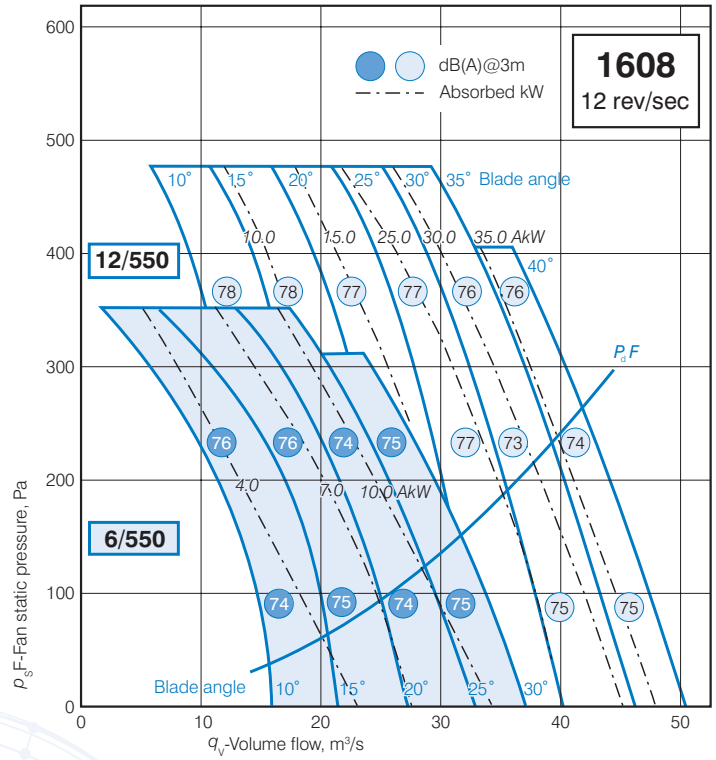 600
500
400
300
200
100
0
0 10 20 30 40 50
pₛF-Fan static pressure, Pa
qᵥ-Volume flow, m³/s
dB(A)@3m
Absorbed kW
1608
12 rev/sec
10° 15° 20° 25° 30° 35° Blade angle
40°
10.0 15.0 25.0 30.0 35.0 AkW
12/550
78 78 77 77 76 76
P_d F
76 76 74 75 77 73 74
4.0 7.0 10.0 AkW
6/550
74 75 74 75 75 75
Blade angle 10° 15° 20° 25° 30°